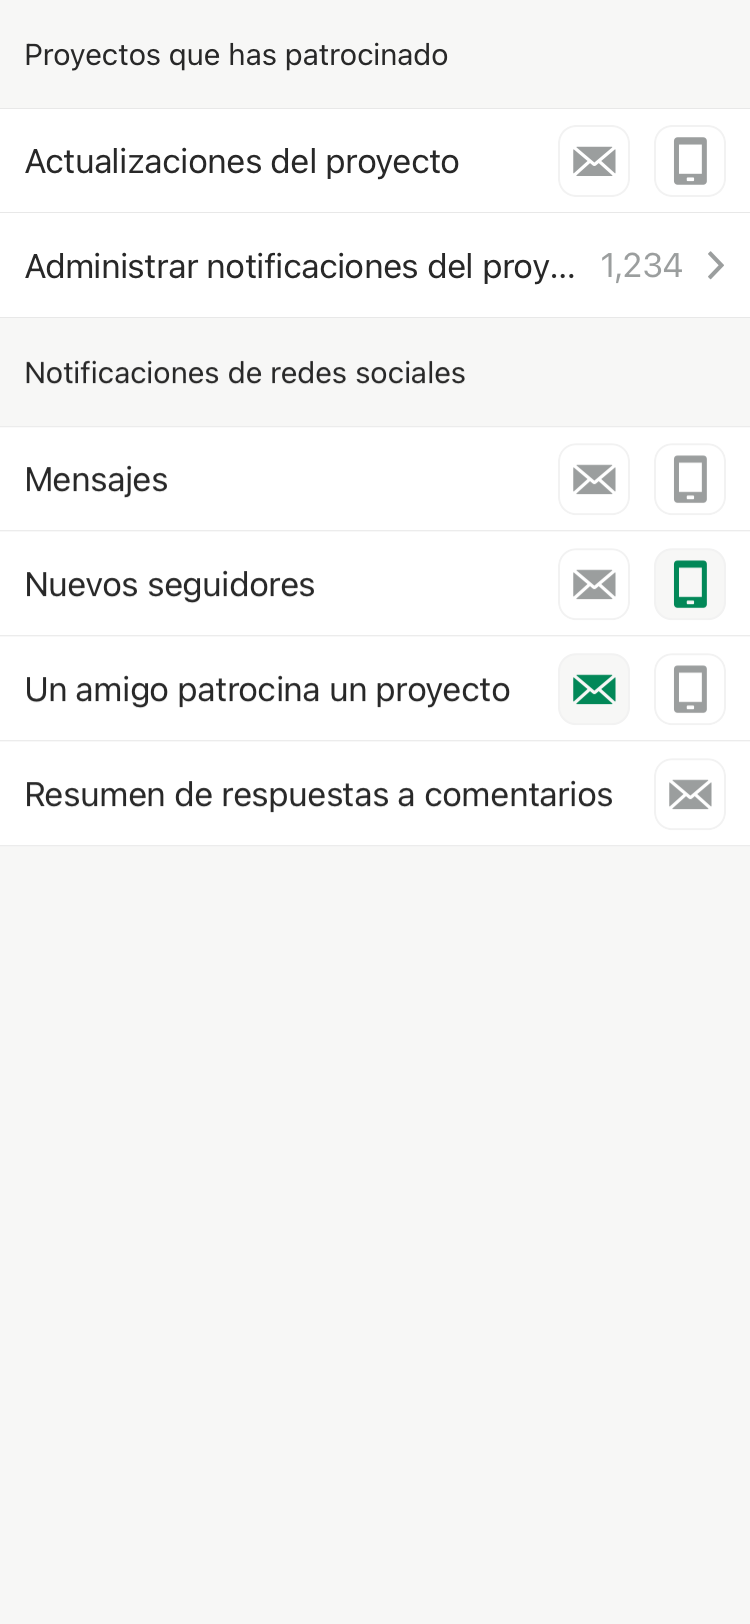 Proyectos que has patrocinado
Actualizaciones del proyecto
Administrar notificaciones del proy... 1,234
Notificaciones de redes sociales
Mensajes
Nuevos seguidores
Un amigo patrocina un proyecto
Resumen de respuestas a comentarios